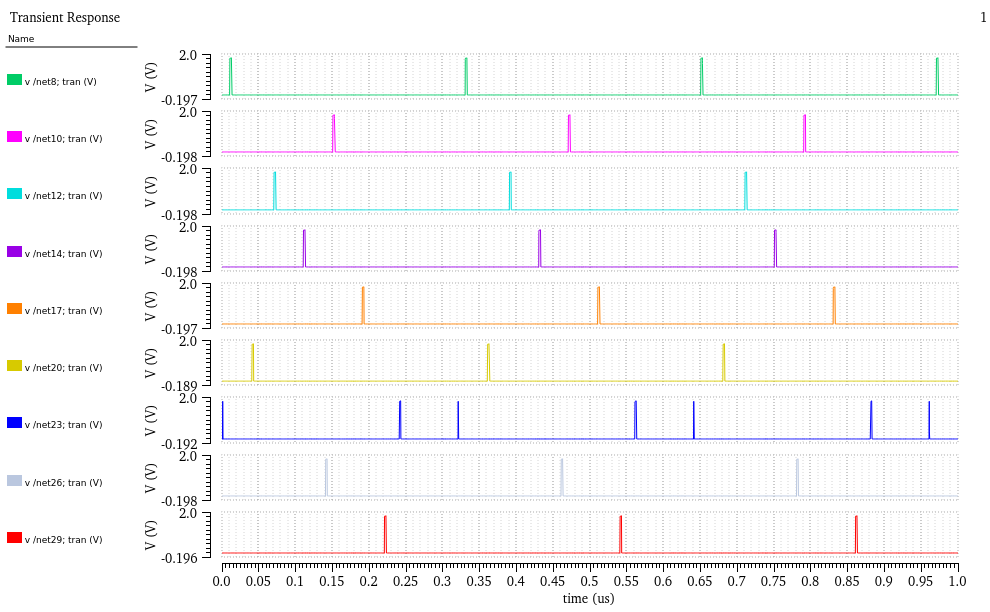 Transient Response
1
Name
v /net8; tran (V)
V (V)
2.0
-0.197
v /net10; tran (V)
V (V)
2.0
-0.198
v /net12; tran (V)
V (V)
2.0
-0.198
v /net14; tran (V)
V (V)
2.0
-0.198
v /net17; tran (V)
V (V)
2.0
-0.197
v /net20; tran (V)
V (V)
2.0
-0.189
v /net23; tran (V)
V (V)
2.0
-0.192
v /net26; tran (V)
V (V)
2.0
-0.198
v /net29; tran (V)
V (V)
2.0
-0.196
0.0 0.05 0.1 0.15 0.2 0.25 0.3 0.35 0.4 0.45 0.5 0.55 0.6 0.65 0.7 0.75 0.8 0.85 0.9 0.95 1.0
time (us)